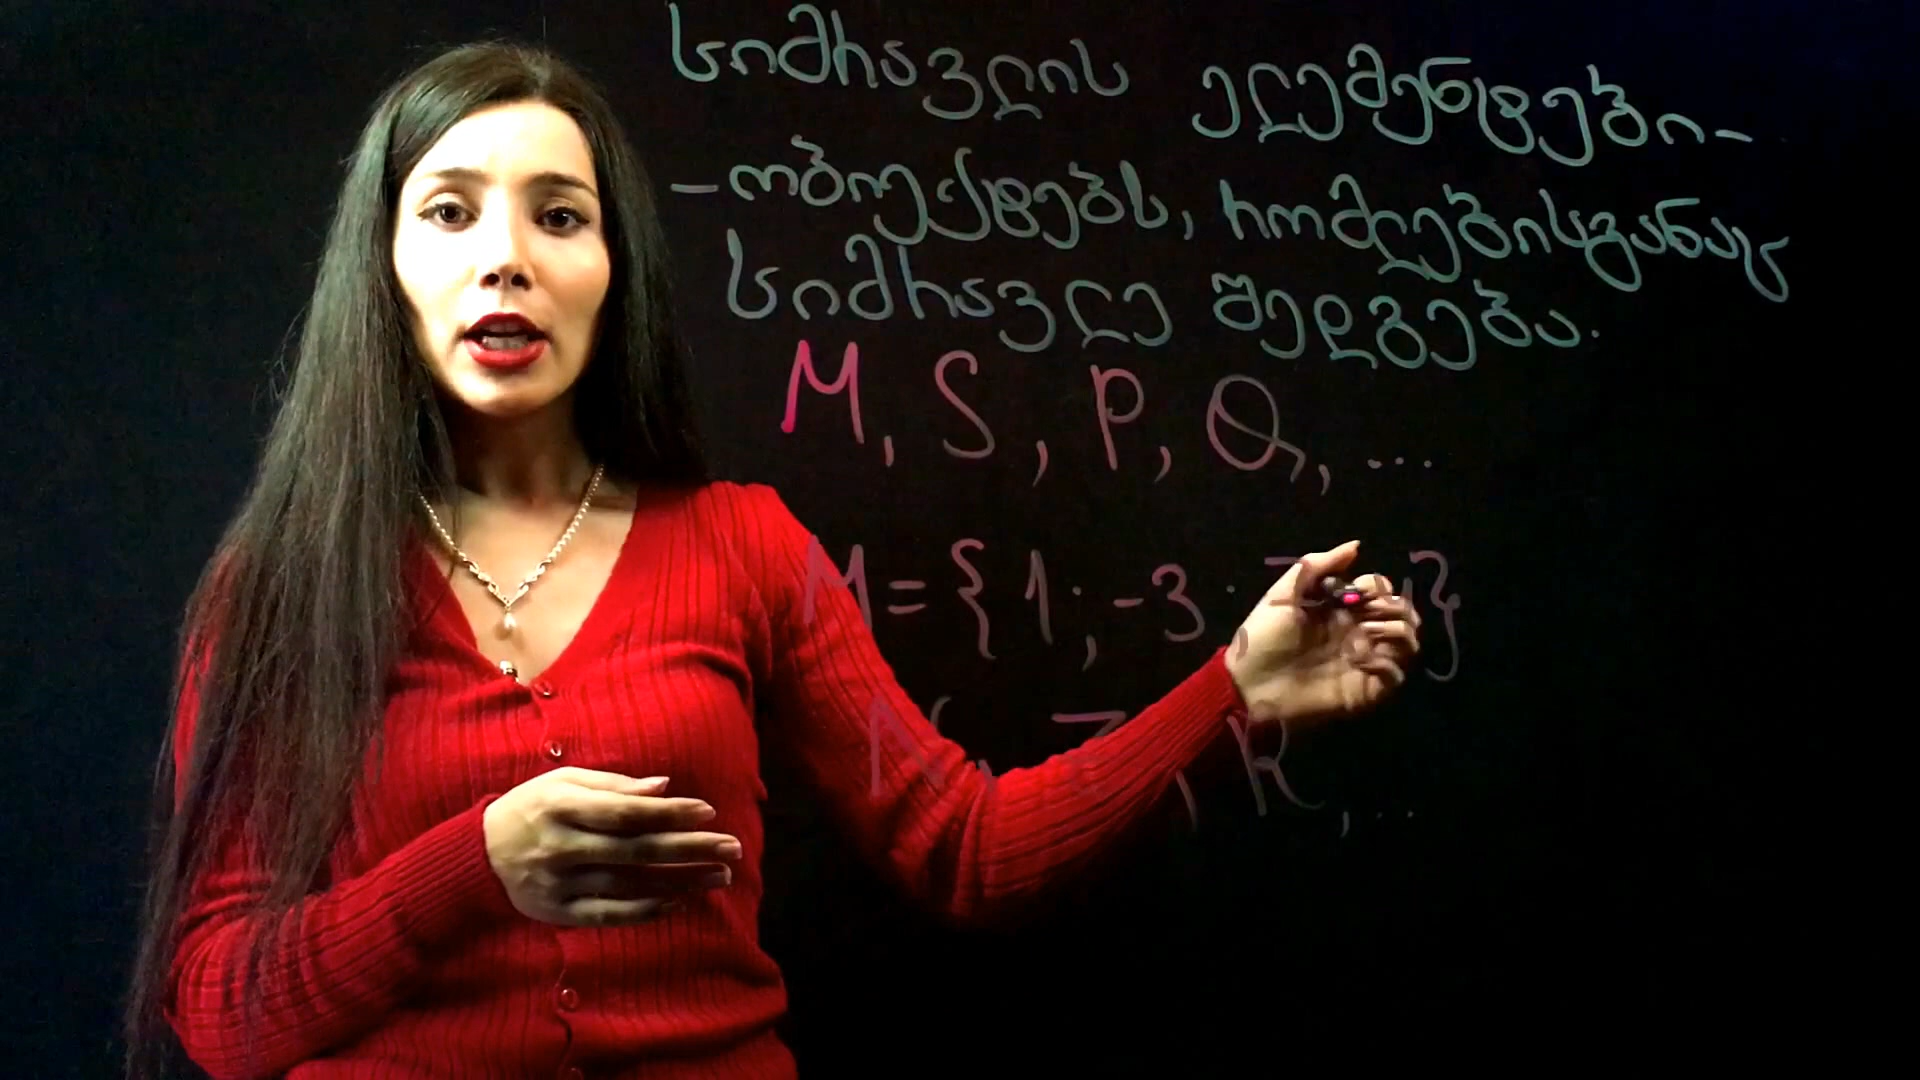 სიმრავლის ელემენტები-
-ობიექტებს, რომლებისგანაც
სიმრავლე შედგება.
M, S, P, Q, ...
M = {1; -3;
N, Z, R, ...